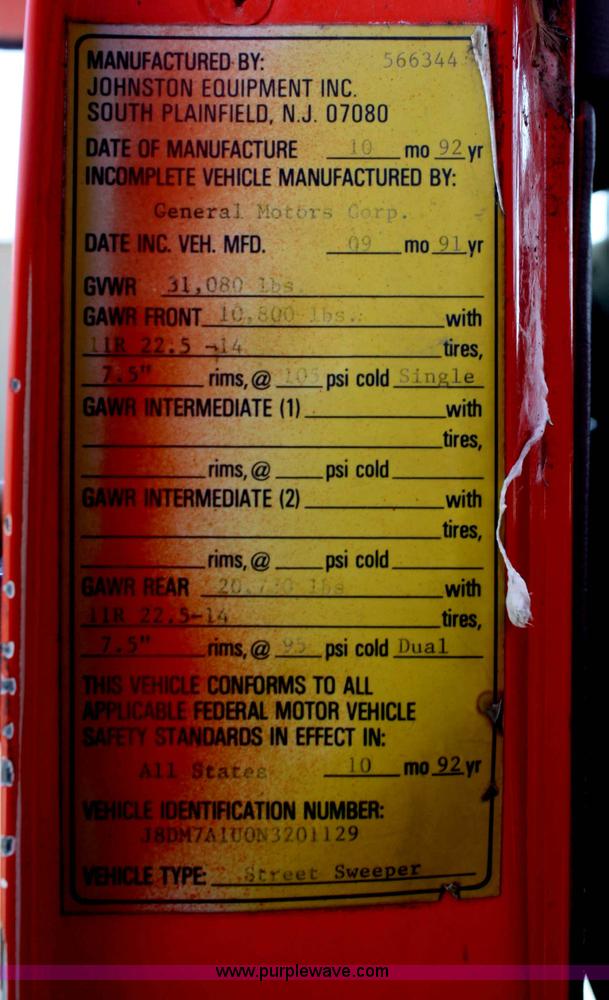 MANUFACTURED BY: 566344
JOHNSTON EQUIPMENT INC.
SOUTH PLAINFIELD, N.J. 07080
DATE OF MANUFACTURE 10 mo 92 yr
INCOMPLETE VEHICLE MANUFACTURED BY:
General Motors Corp.
DATE INC. VEH. MFD. 09 mo 91 yr
GVWR 31,080 lbs.
GAWR FRONT 10,800 lbs. with
11R 22.5 -14 tires,
7.5" rims, @ 105 psi cold Single
GAWR INTERMEDIATE (1) with
tires,
rims, @ psi cold
GAWR INTERMEDIATE (2) with
tires,
rims, @ psi cold
GAWR REAR lbs with
11R 22.5-14 tires,
7.5" rims, @ 95 psi cold Dual
THIS VEHICLE CONFORMS TO ALL
APPLICABLE FEDERAL MOTOR VEHICLE
SAFETY STANDARDS IN EFFECT IN:
All States 10 mo 92 yr
VEHICLE IDENTIFICATION NUMBER:
J8DM7A1U0N3201129
VEHICLE TYPE: Street Sweeper
www.purplewave.com